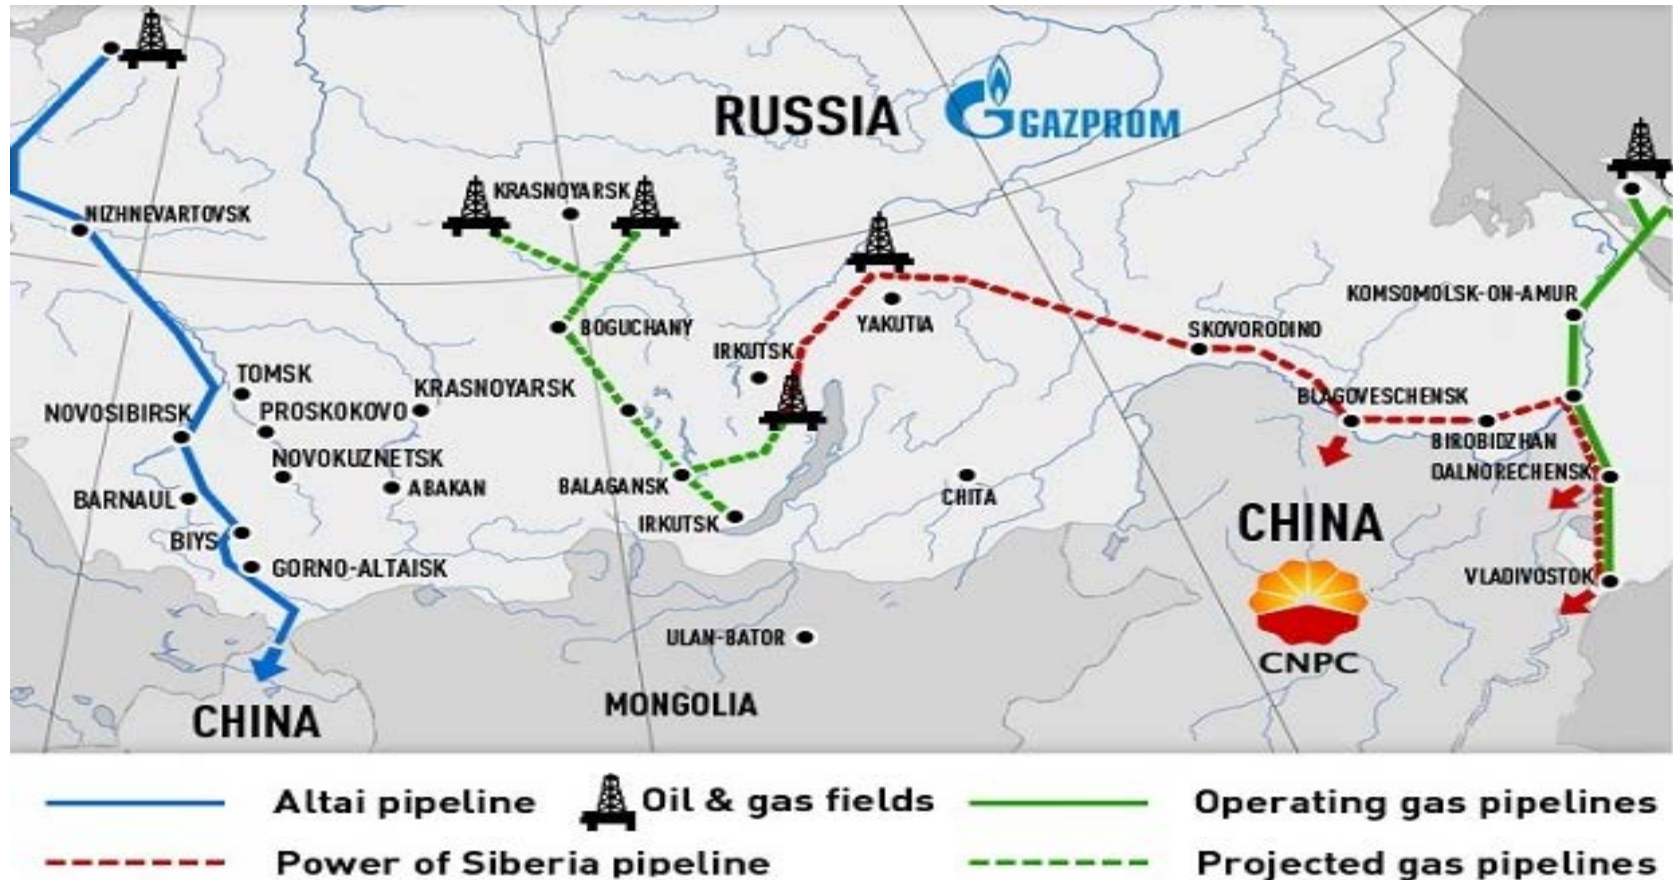 RUSSIA
GAZPROM
KRASNOYARSK
NIZHNEVARTOVSK
KOMSOMOLSK-ON-AMUR
BOGUCHANY
YAKUTIA
SKOVORODINO
IRKUTSK
TOMSK
KRASNOYARSK
BLAGOVESCHENSK
NOVOSIBIRSK
PROSKOKOVO
BIROBIDZHAN
NOVOKUZNETSK
DALNORECHENSK
BALAGANSK
ABAKAN
CHITA
BARNAUL
IRKUTSK
CHINA
BIYS
GORNO-ALTAISK
VLADIVOSTOK
ULAN-BATOR
CNPC
MONGOLIA
CHINA
Altai pipeline
Oil & gas fields
Operating gas pipelines
Power of Siberia pipeline
Projected gas pipelines